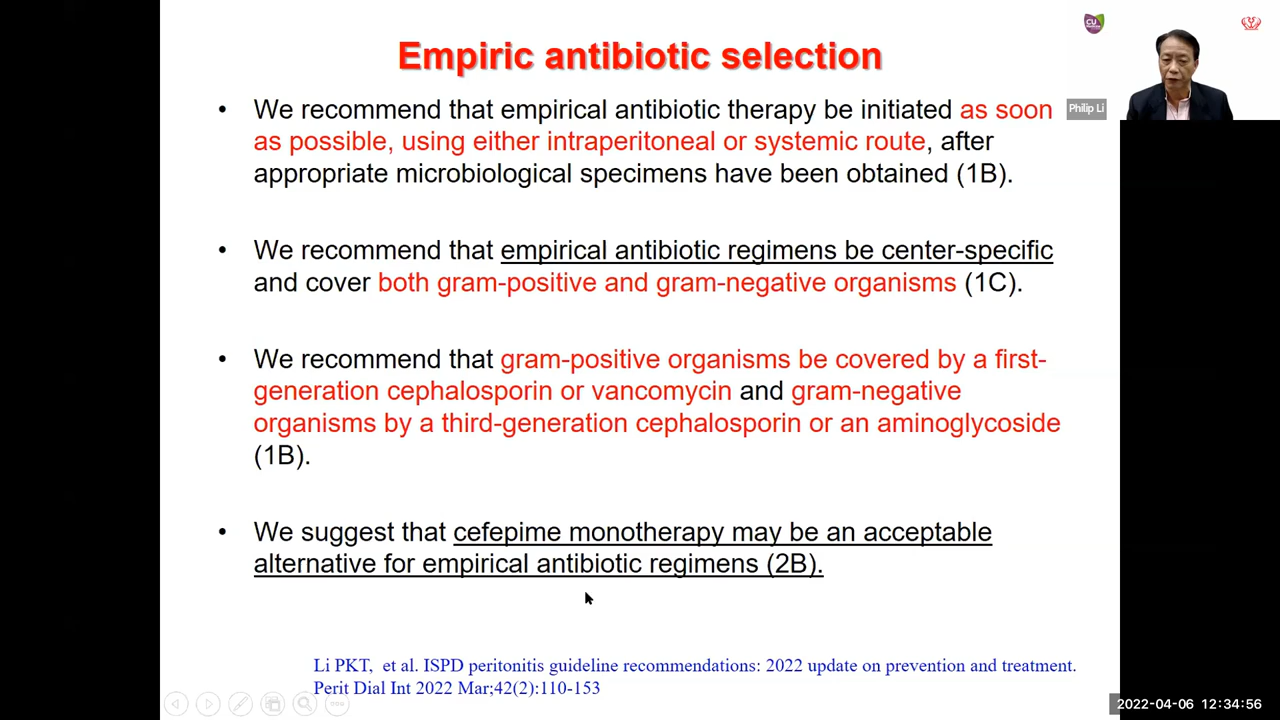 Empiric antibiotic selection
CU
Philip Li
• We recommend that empirical antibiotic therapy be initiated as soon
as possible, using either intraperitoneal or systemic route, after
appropriate microbiological specimens have been obtained (1B).
• We recommend that empirical antibiotic regimens be center-specific
and cover both gram-positive and gram-negative organisms (1C).
• We recommend that gram-positive organisms be covered by a first-
generation cephalosporin or vancomycin and gram-negative
organisms by a third-generation cephalosporin or an aminoglycoside
(1B).
• We suggest that cefepime monotherapy may be an acceptable
alternative for empirical antibiotic regimens (2B).
Li PKT, et al. ISPD peritonitis guideline recommendations: 2022 update on prevention and treatment.
Perit Dial Int 2022 Mar;42(2):110-153
2022-04-06 12:34:56